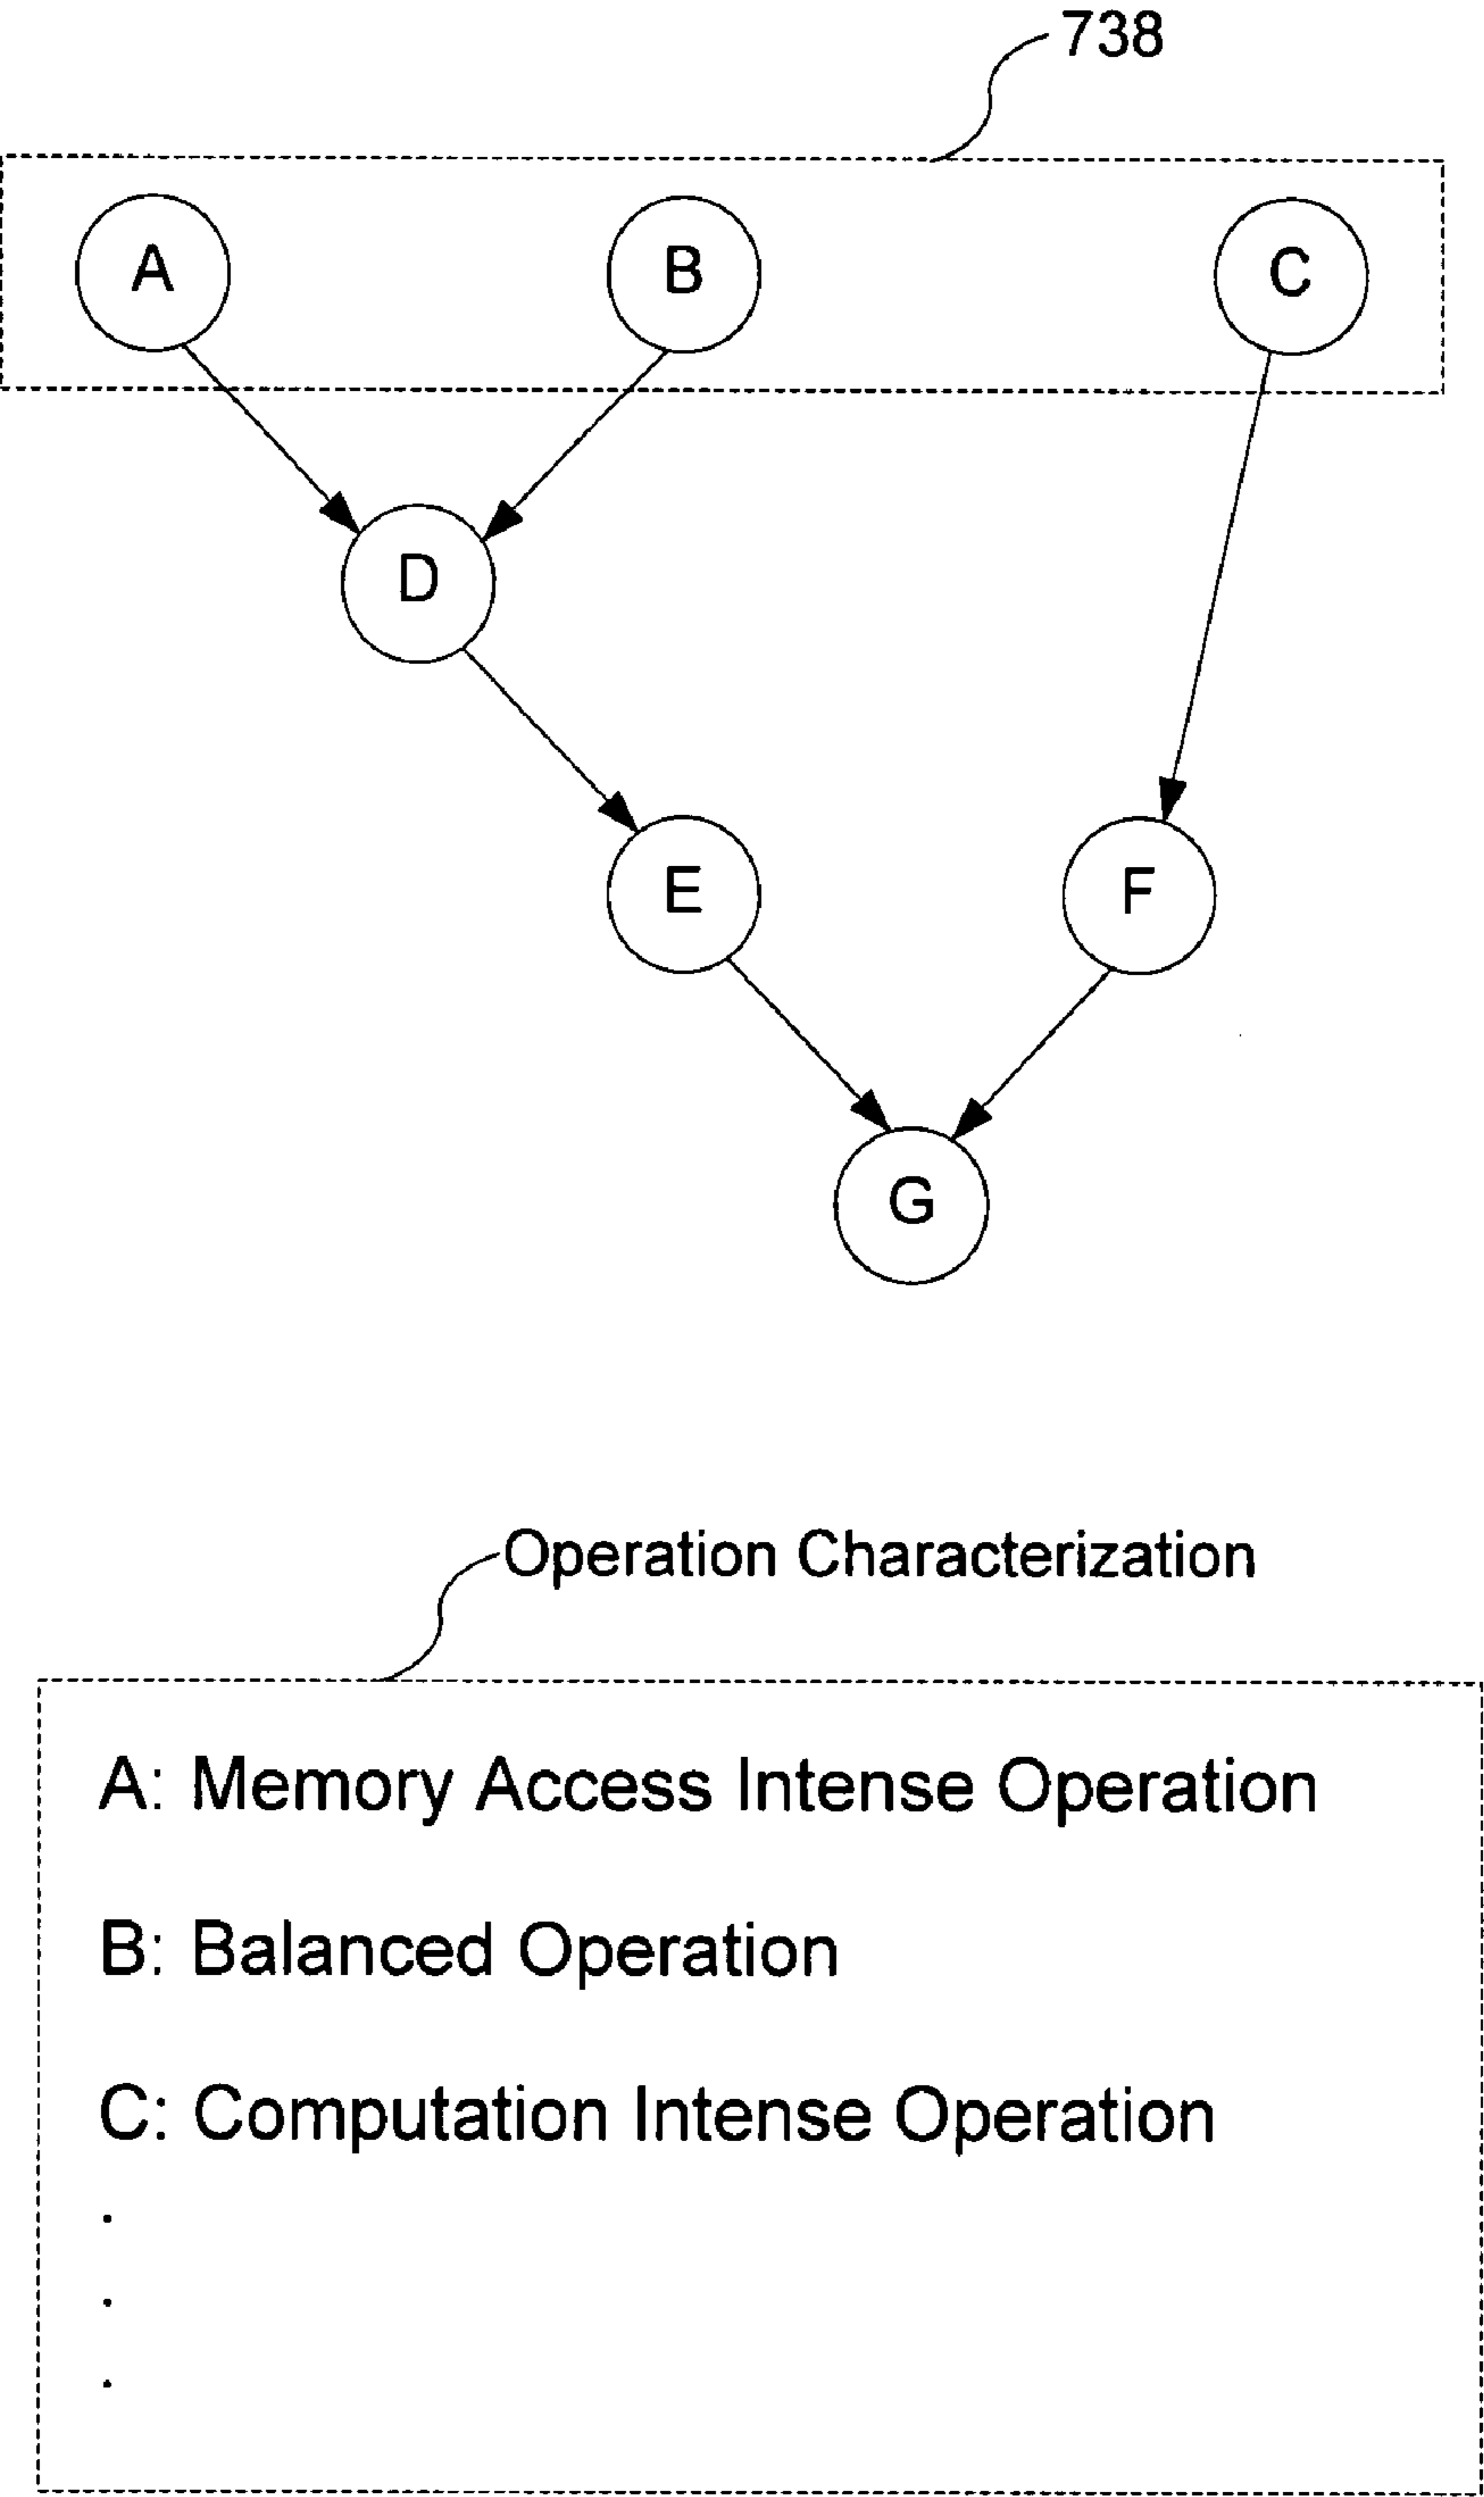 738
A B C
D
E F
G
Operation Characterization
A: Memory Access Intense Operation
B: Balanced Operation
C: Computation Intense Operation
.
.
.